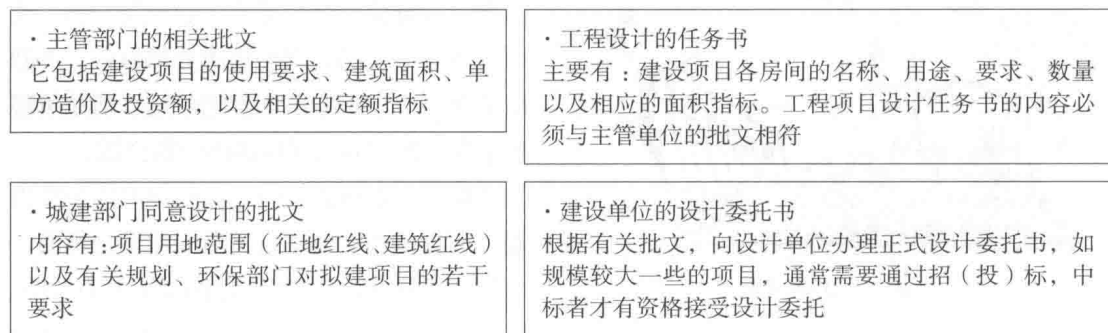 · 主管部门的相关批文
它包括建设项目的使用要求、建筑面积、单
方造价及投资额，以及相关的定额指标
· 工程设计的任务书
主要有：建设项目各房间的名称、用途、要求、数量
以及相应的面积指标。工程项目设计任务书的内容必
须与主管单位的批文相符
· 城建部门同意设计的批文
内容有：项目用地范围（征地红线、建筑红线）
以及有关规划、环保部门对拟建项目的若干
要求
· 建设单位的设计委托书
根据有关批文，向设计单位办理正式设计委托书，如
规模较大一些的项目，通常需要通过招（投）标，中
标者才有资格接受设计委托